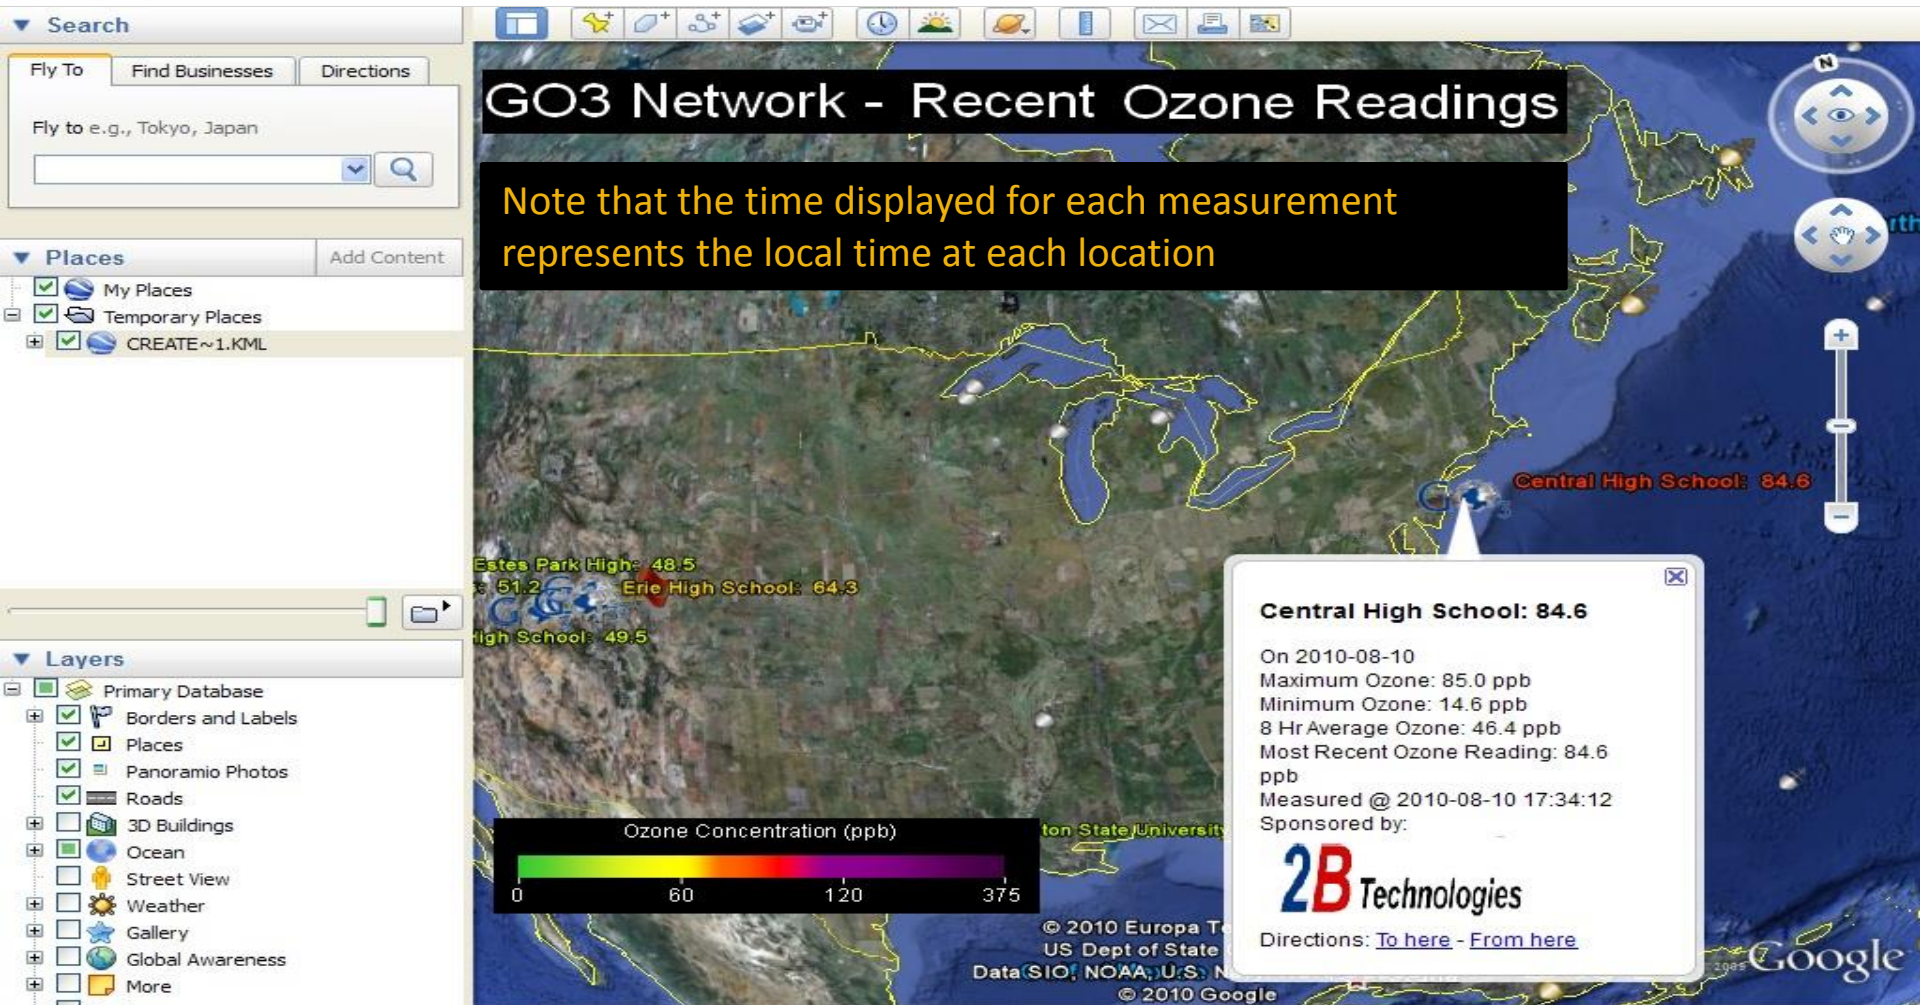 Search
Fly To
Find Businesses
Directions
Fly to e.g., Tokyo, Japan
Places
Add Content
My Places
Temporary Places
CREATE~1.KML
Layers
Primary Database
Borders and Labels
Places
Panoramio Photos
Roads
3D Buildings
Ocean
Street View
Weather
Gallery
Global Awareness
More
GO3 Network - Recent Ozone Readings
Note that the time displayed for each measurement
represents the local time at each location
N
Central High School: 84.6
Estes Park High: 48.5
51.2
Erie High School: 64.3
High School: 49.5
Central High School: 84.6
On 2010-08-10
Maximum Ozone: 85.0 ppb
Minimum Ozone: 14.6 ppb
8 Hr Average Ozone: 46.4 ppb
Most Recent Ozone Reading: 84.6
ppb
Measured @ 2010-08-10 17:34:12
Sponsored by:
2B Technologies
Directions: To here - From here
Ozone Concentration (ppb)
0 60 120 375
ton State University
© 2010 Europa
US Dept of State
Data SIO, NOAA, U.S.
© 2010 Google
Google